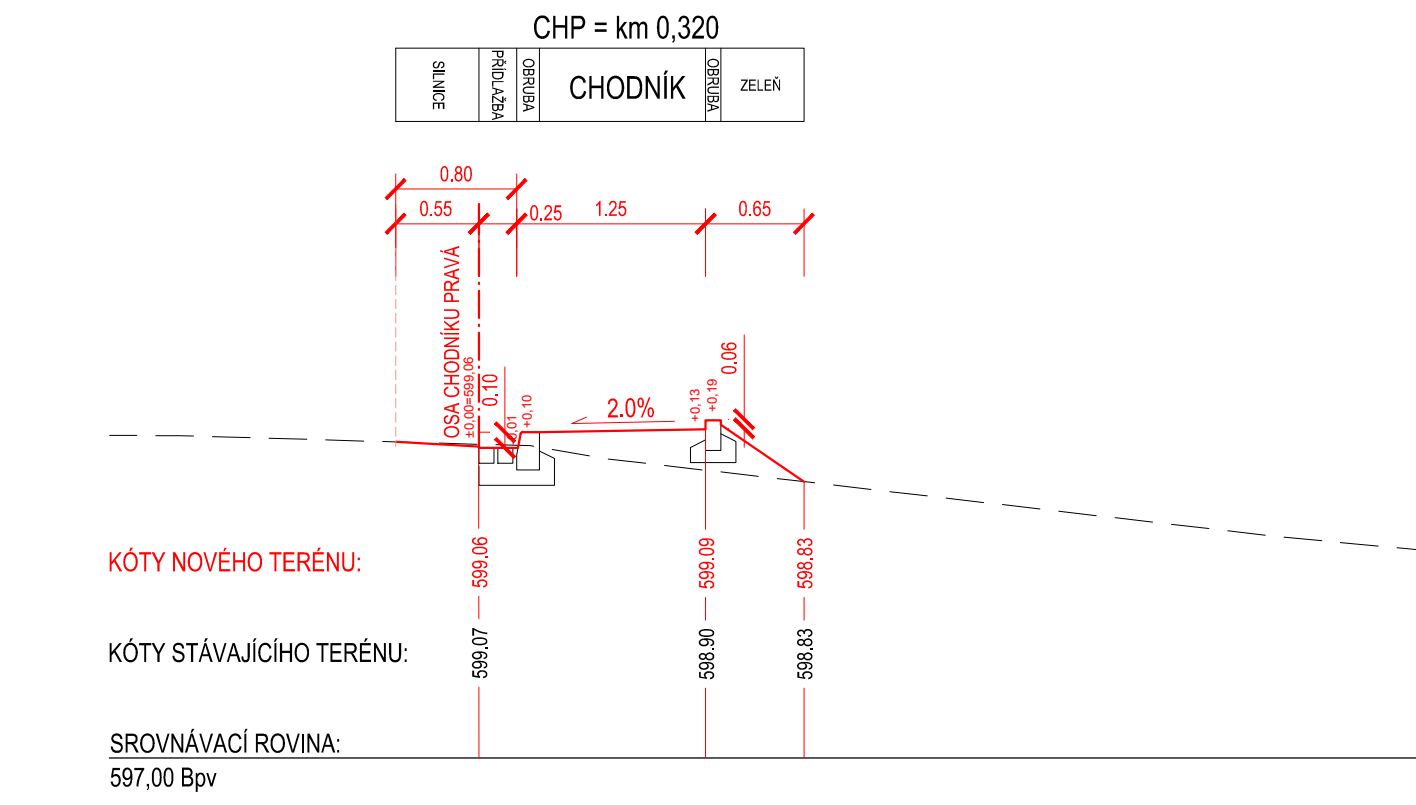 CHP = km 0,320
SILNICE
PŘÍDLAŽBA
OBRUBA
CHODNÍK
OBRUBA
ZELEŇ
0.80
0.55
0.25
1.25
0.65
OSA CHODNÍKU PRAVÁ
±0,00=599,06
0.10
+0,10
2.0%
+0,13
+0,19
0.06
KÓTY NOVÉHO TERÉNU:
599.06
599.09
598.83
KÓTY STÁVAJÍCÍHO TERÉNU:
599.07
598.90
598.83
SROVNÁVACÍ ROVINA:
597,00 Bpv